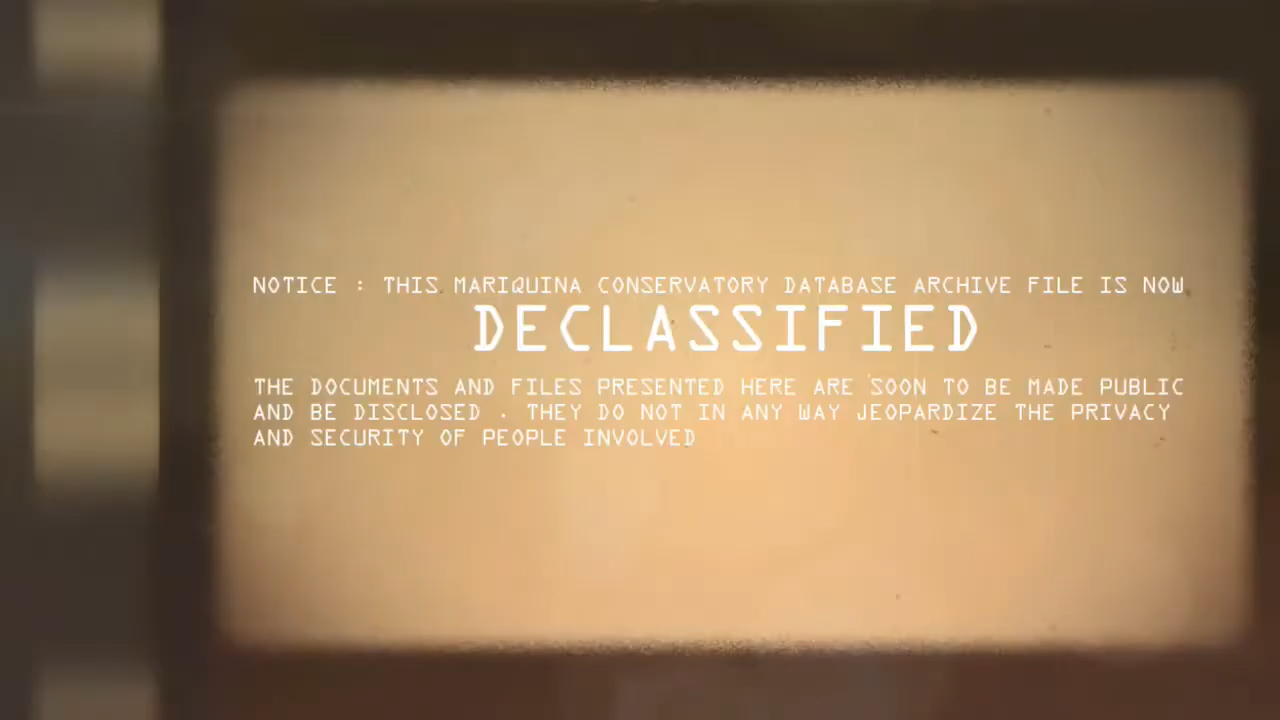 NOTICE : THIS MARIQUINA CONSERVATORY DATABASE ARCHIVE FILE IS NOW
DECLASSIFIED
THE DOCUMENTS AND FILES PRESENTED HERE ARE SOON TO BE MADE PUBLIC
AND BE DISCLOSED . THEY DO NOT IN ANY WAY JEOPARDIZE THE PRIVACY
AND SECURITY OF PEOPLE INVOLVED